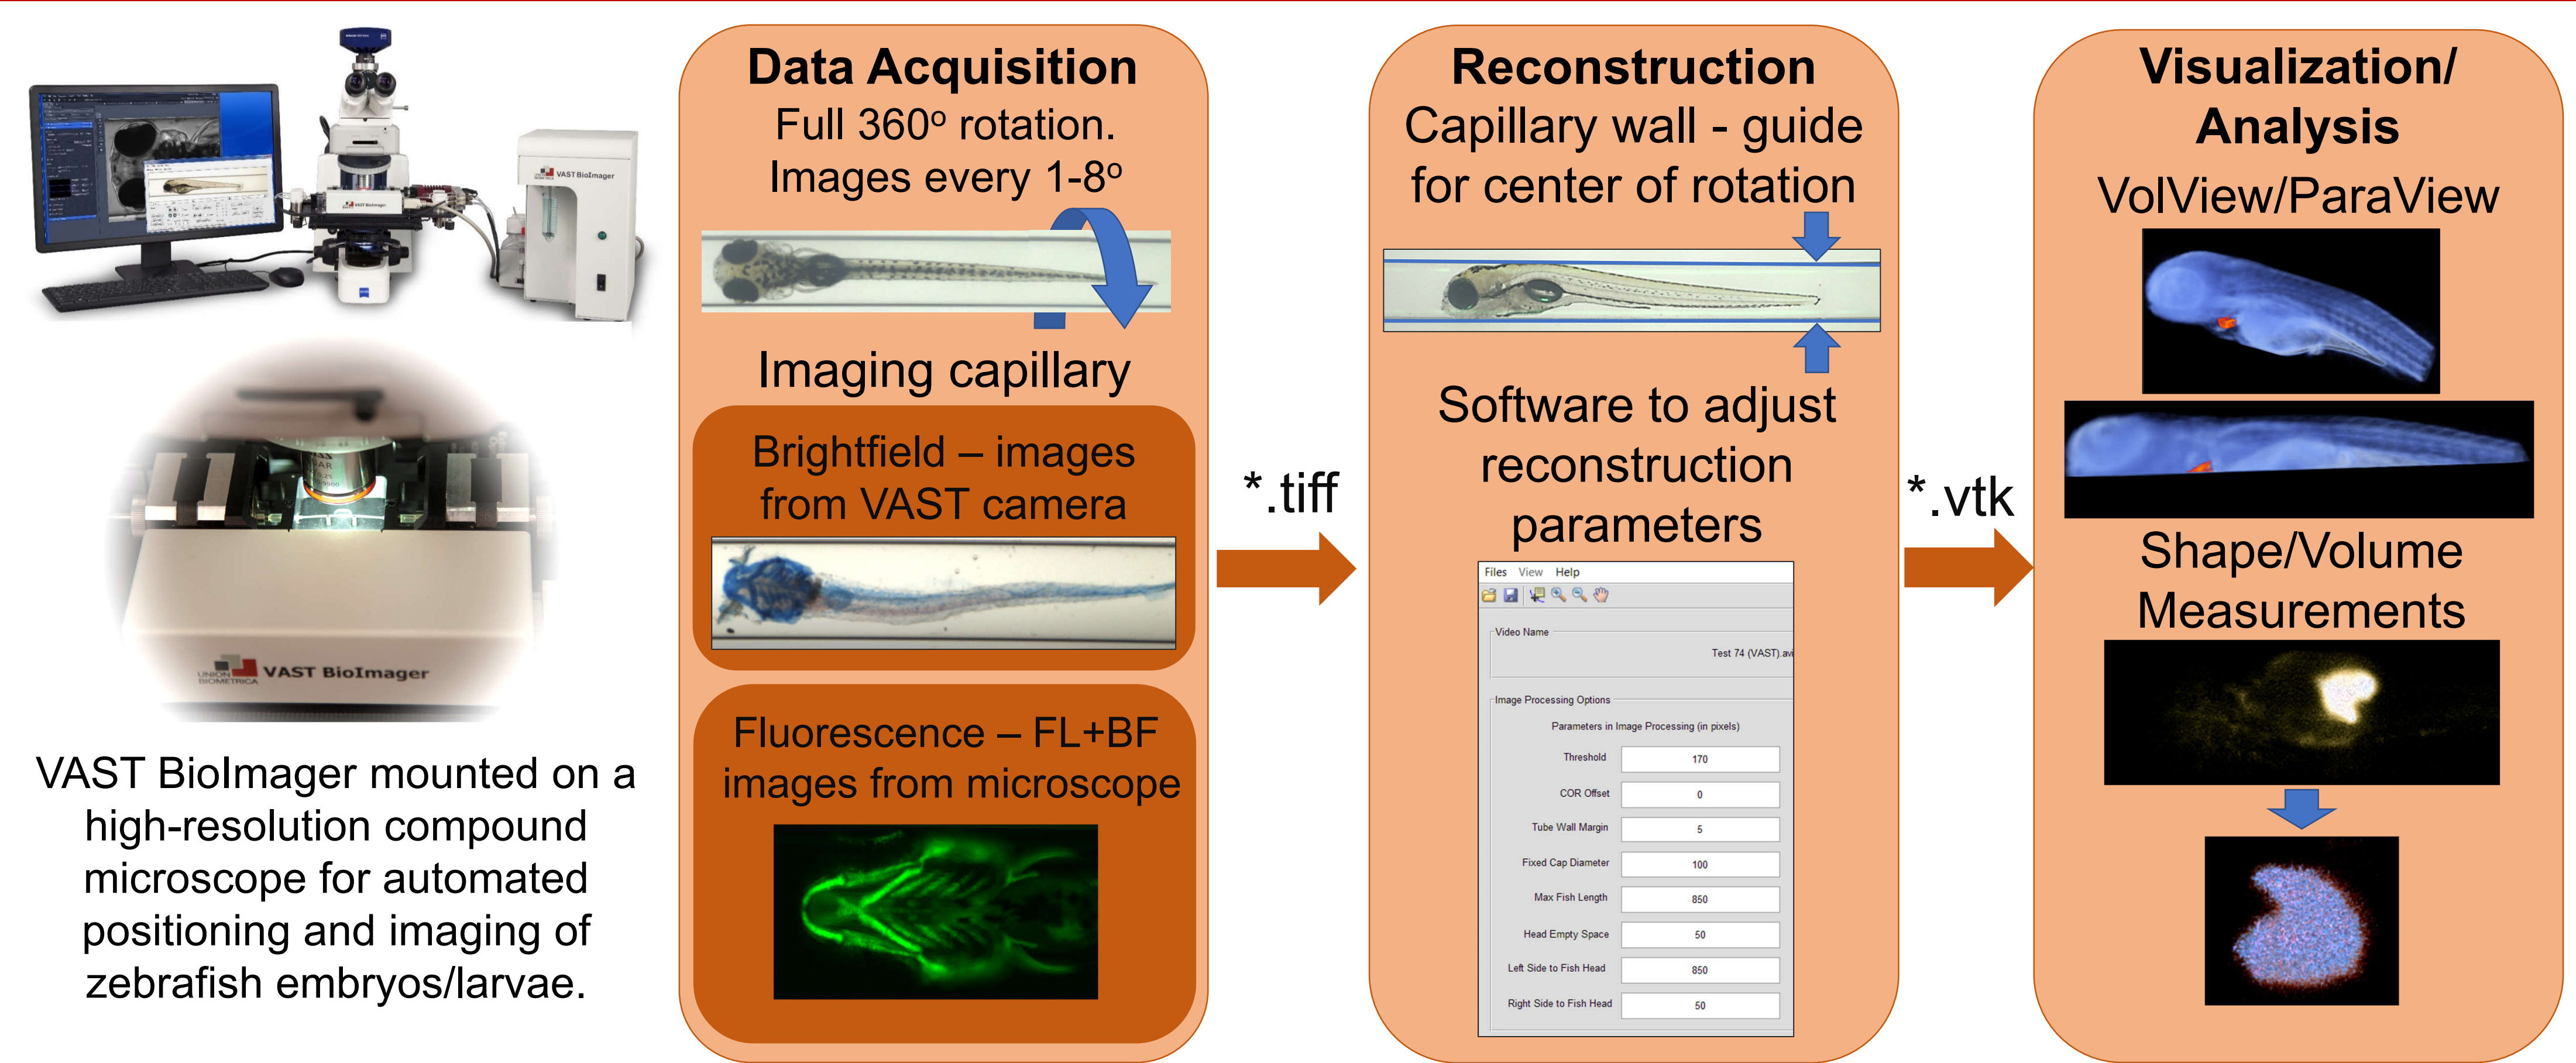 VAST BioImager
VAST BioImager
UNION
BIOMETRICA
VAST BioImager
VAST BioImager mounted on a
high-resolution compound
microscope for automated
positioning and imaging of
zebrafish embryos/larvae.
Data Acquisition
Full 360º rotation.
Images every 1-8º
Imaging capillary
Brightfield – images
from VAST camera
Fluorescence – FL+BF
images from microscope
*.tiff
Reconstruction
Capillary wall - guide
for center of rotation
Software to adjust
reconstruction
parameters
Files View Help
Video Name
Test 74 (VAST).avi
Image Processing Options
Parameters in Image Processing (in pixels)
Threshold 170
COR Offset 0
Tube Wall Margin 5
Fixed Cap Diameter 100
Max Fish Length 850
Head Empty Space 50
Left Side to Fish Head 850
Right Side to Fish Head 50
*.vtk
Visualization/
Analysis
VolView/ParaView
Shape/Volume
Measurements